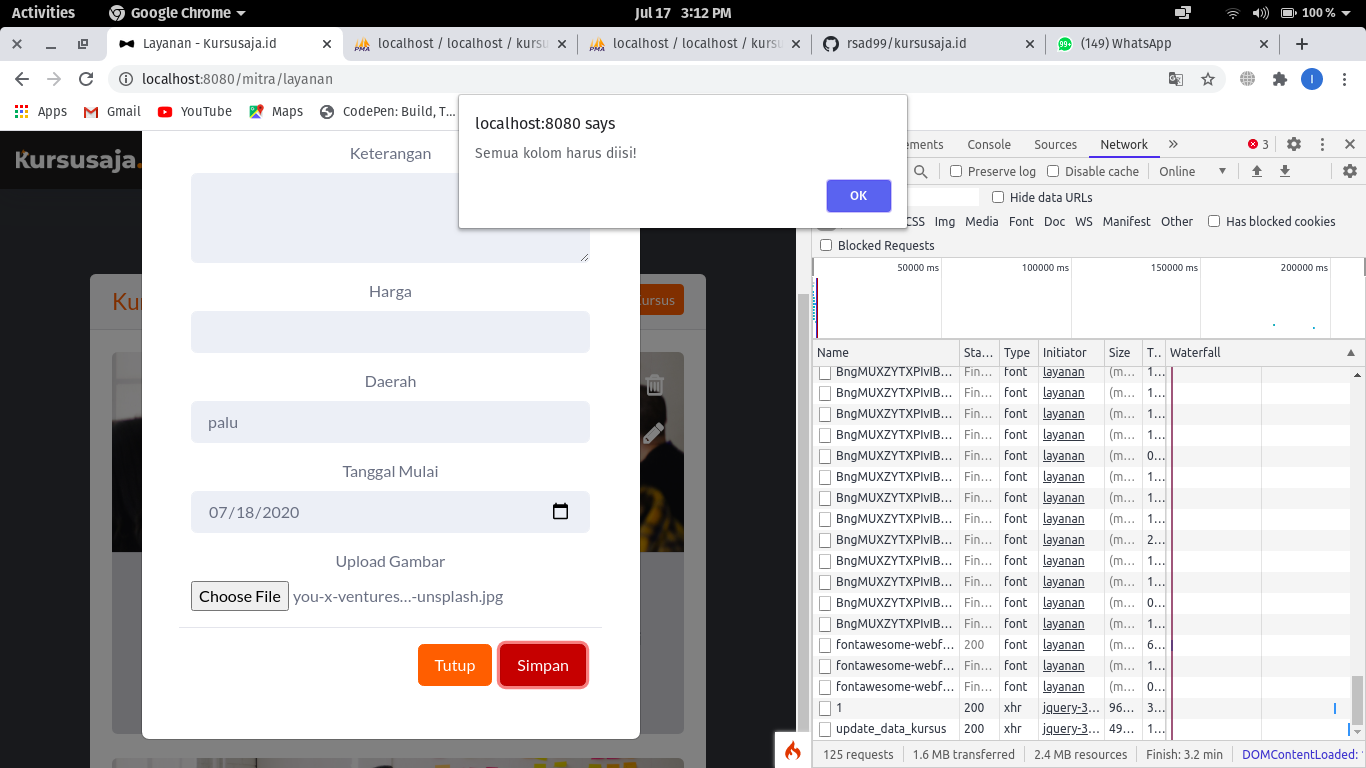 Activities
Google Chrome
Jul 17 3:12 PM
100 %
Layanan - Kursusaja.id
localhost / localhost / kursu
localhost / localhost / kursu
rsad99/kursusaja.id
99+
(149) WhatsApp
localhost:8080/mitra/layanan
I
Apps
Gmail
YouTube
Maps
CodePen: Build, T...
localhost:8080 says
Semua kolom harus diisi!
OK
Kursusaja.
Keterangan
Harga
Daerah
palu
Tanggal Mulai
07/18/2020
Upload Gambar
Choose File you-x-ventures...-unsplash.jpg
Tutup
Simpan
Ku
Kursus
ements
Console
Sources
Network
3
Preserve log
Disable cache
Online
Hide data URLs
CSS Img Media Font Doc WS Manifest Other
Has blocked cookies
Blocked Requests
50000 ms
100000 ms
150000 ms
200000 ms
Name Sta... Type Initiator Size T.. Waterfall
BngMUXZYTXPIvIB... Fin... font layanan (m... 1...
BngMUXZYTXPIvIB... Fin... font layanan (m... 1...
BngMUXZYTXPIvIB... Fin... font layanan (m... 1...
BngMUXZYTXPIvIB... Fin... font layanan (m... 1...
BngMUXZYTXPIvIB... Fin... font layanan (m... 0...
BngMUXZYTXPIvIB... Fin... font layanan (m... 1...
BngMUXZYTXPIvIB... Fin... font layanan (m... 1...
BngMUXZYTXPIvIB... Fin... font layanan (m... 1...
BngMUXZYTXPIvIB... Fin... font layanan (m... 2...
BngMUXZYTXPIvIB... Fin... font layanan (m... 1...
BngMUXZYTXPIvIB... Fin... font layanan (m... 1...
BngMUXZYTXPIvIB... Fin... font layanan (m... 0...
BngMUXZYTXPIvIB... Fin... font layanan (m... 1...
fontawesome-webf... 200 font layanan (m... 6...
fontawesome-webf... Fin... font layanan (m... 1...
fontawesome-webf... Fin... font layanan (m... 0...
1 200 xhr jquery-3... 96... 3...
update_data_kursus 200 xhr jquery-3... 49... 1...
125 requests 1.6 MB transferred 2.4 MB resources Finish: 3.2 min DOMContentLoaded: